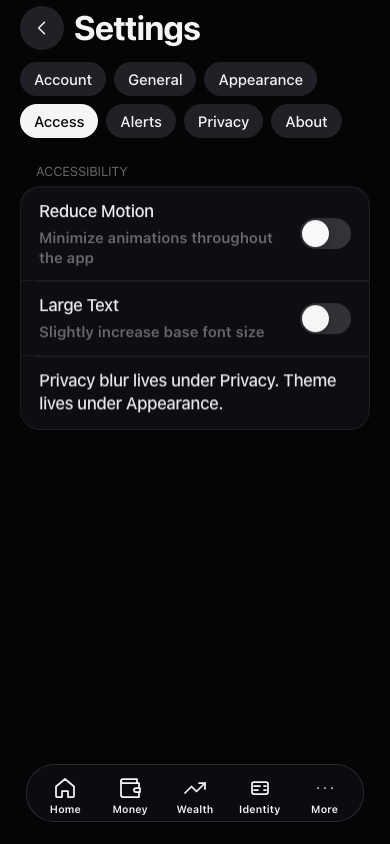 Settings
Account General Appearance
Access Alerts Privacy About
ACCESSIBILITY
Reduce Motion
Minimize animations throughout
the app
Large Text
Slightly increase base font size
Privacy blur lives under Privacy. Theme
lives under Appearance.
Home Money Wealth Identity More